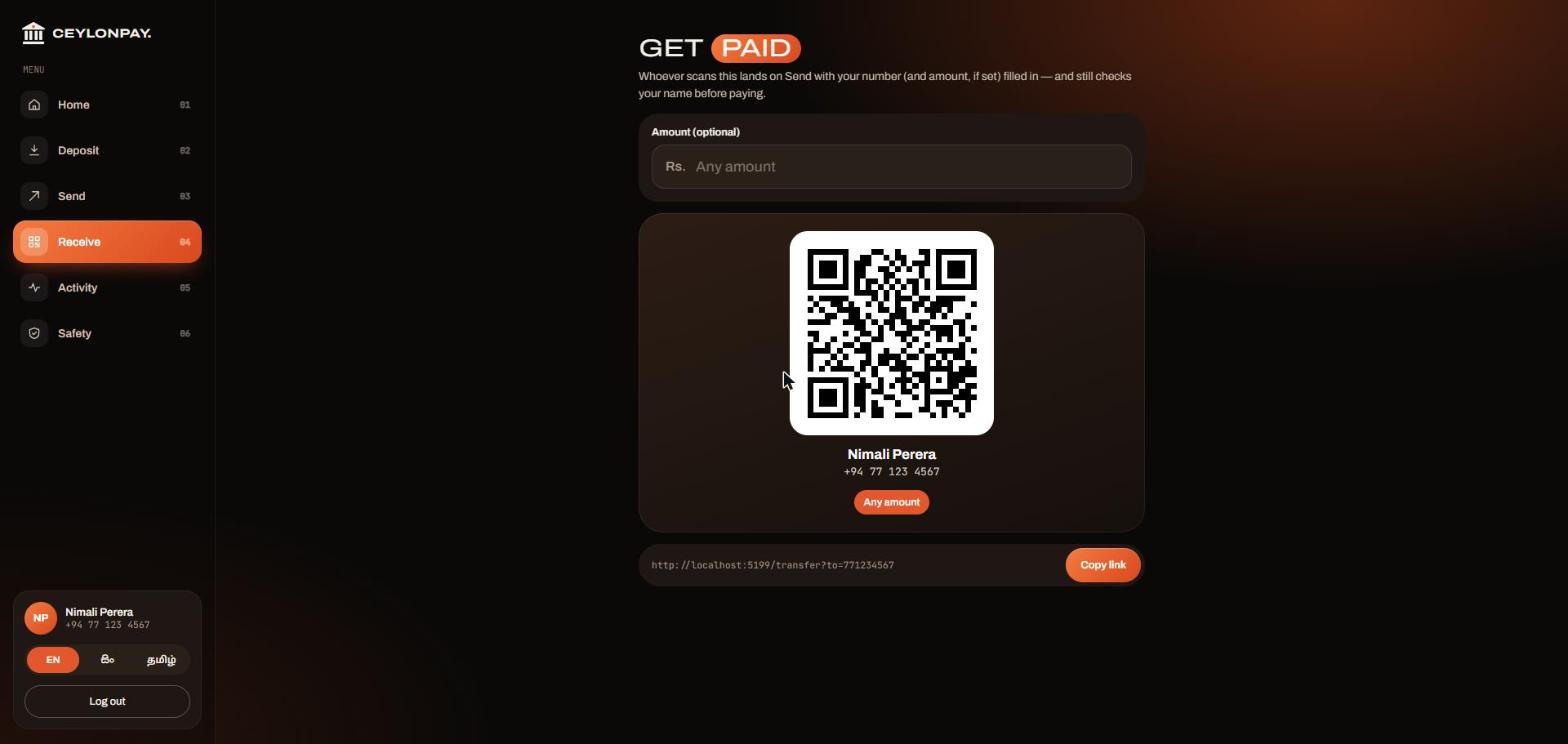 CEYLONPAY.
MENU
Home 01
Deposit 02
Send 03
Receive 04
Activity 05
Safety 06
NP
Nimali Perera
+94 77 123 4567
EN සිං தமிழ்
Log out
GET PAID
Whoever scans this lands on Send with your number (and amount, if set) filled in — and still checks
your name before paying.
Amount (optional)
Rs. Any amount
Nimali Perera
+94 77 123 4567
Any amount
http://localhost:5199/transfer?to=771234567
Copy link